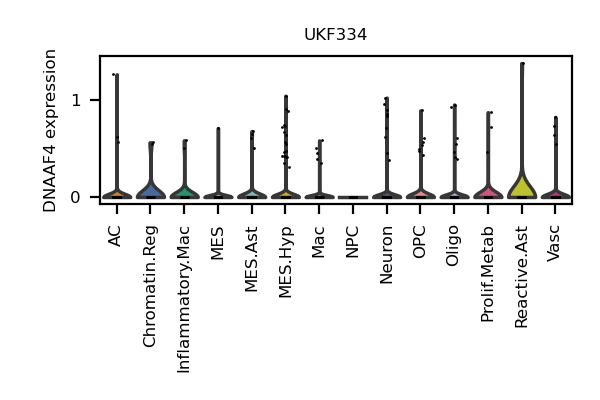 UKF334
DNAAF4 expression
1
0
AC
Chromatin.Reg
Inflammatory.Mac
MES
MES.Ast
MES.Hyp
Mac
NPC
Neuron
OPC
Oligo
Prolif.Metab
Reactive.Ast
Vasc